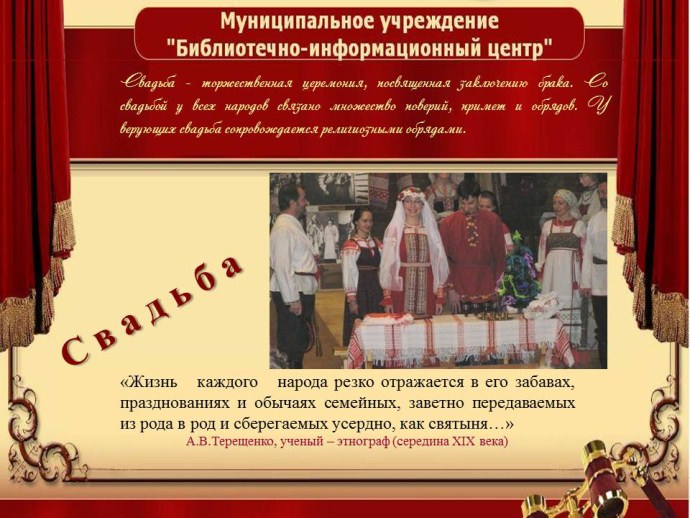 Муниципальное учреждение
"Библиотечно-информационный центр"
Свадьба - торжественная церемония, посвященная заключению брака. Со
свадьбой у всех народов связано множество поверий, примет и обрядов. У
верующих свадьба сопровождается религиозными обрядами.
Свадьба
«Жизнь каждого народа резко отражается в его забавах,
празднованиях и обычаях семейных, заветно передаваемых
из рода в род и сберегаемых усердно, как святыня…»
А.В.Терещенко, ученый – этнограф (середина XIX века)